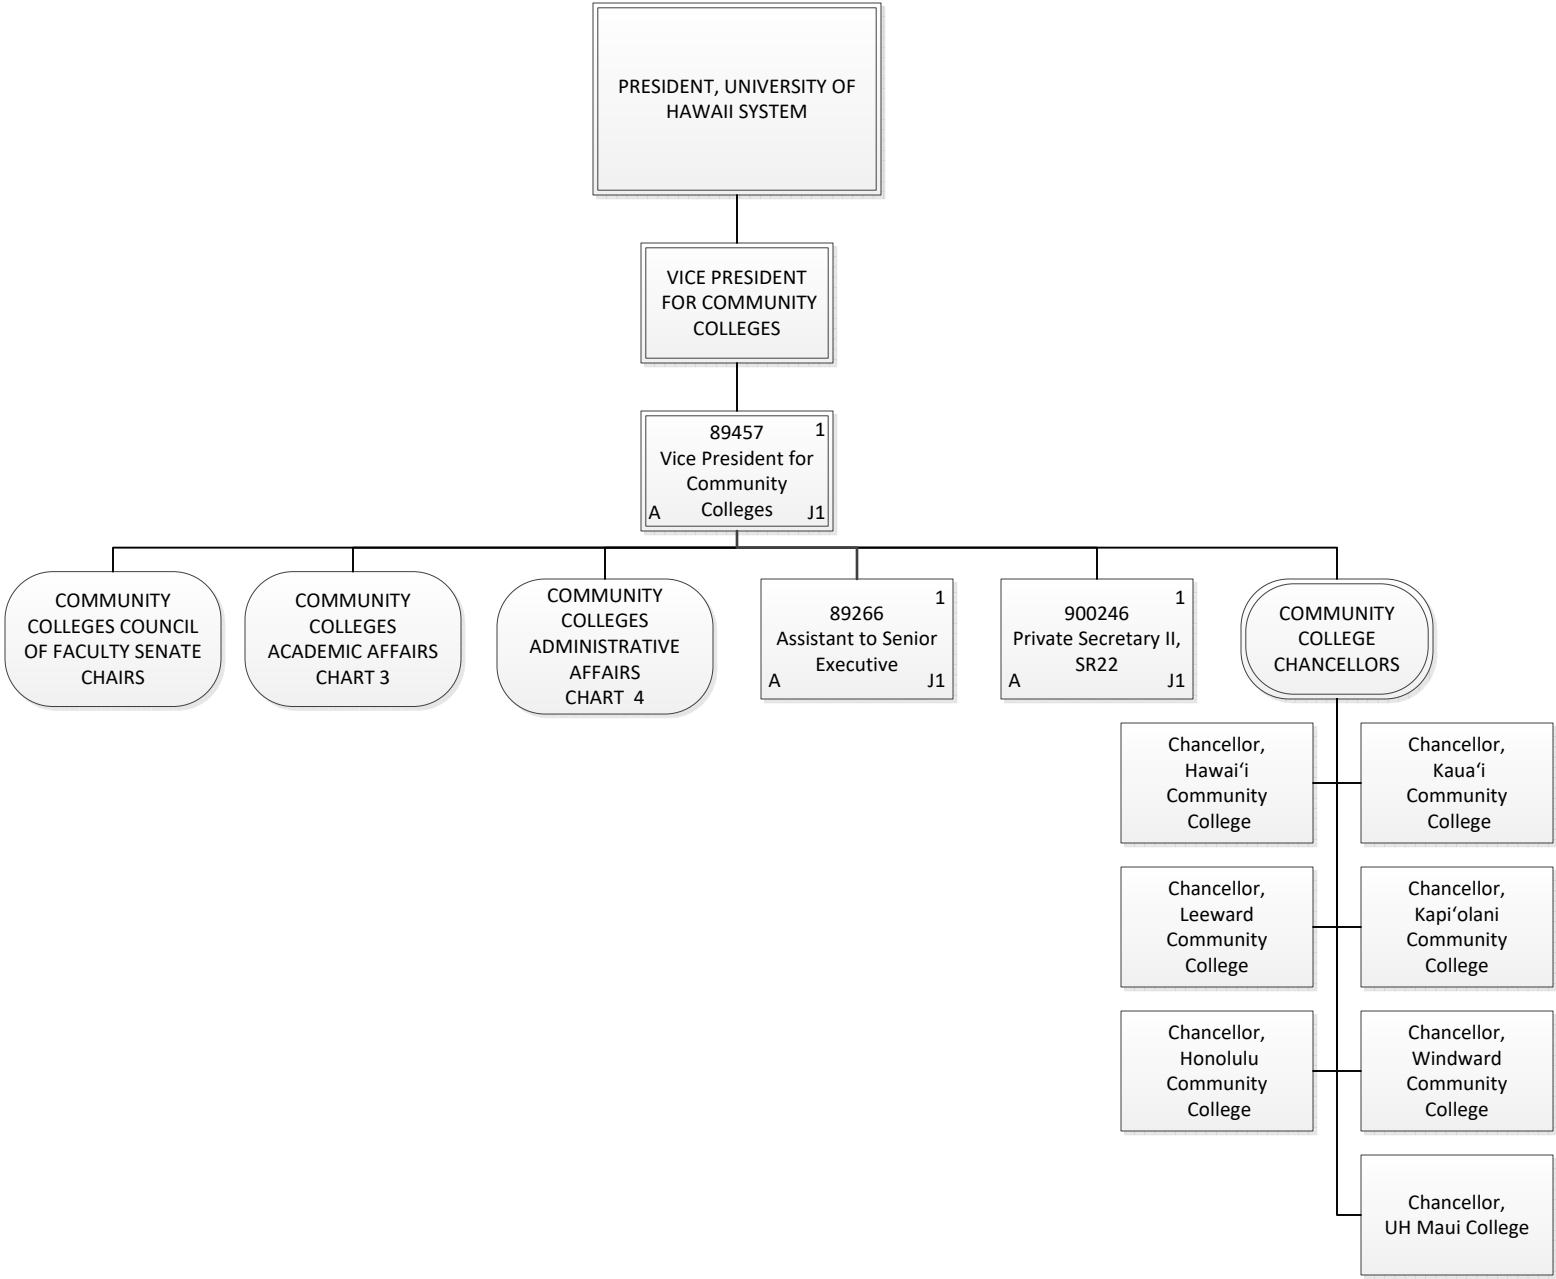 PRESIDENT, UNIVERSITY OF
HAWAII SYSTEM
VICE PRESIDENT
FOR COMMUNITY
COLLEGES
89457 1
Vice President for
Community
A Colleges J1
COMMUNITY
COLLEGES COUNCIL
OF FACULTY SENATE
CHAIRS
COMMUNITY
COLLEGES
ACADEMIC AFFAIRS
CHART 3
COMMUNITY
COLLEGES
ADMINISTRATIVE
AFFAIRS
CHART 4
1
89266
Assistant to Senior
Executive
A J1
1
900246
Private Secretary II,
SR22
A J1
COMMUNITY
COLLEGE
CHANCELLORS
Chancellor,
Hawaiʻi
Community
College
Chancellor,
Kauaʻi
Community
College
Chancellor,
Leeward
Community
College
Chancellor,
Kapiʻolani
Community
College
Chancellor,
Honolulu
Community
College
Chancellor,
Windward
Community
College
Chancellor,
UH Maui College